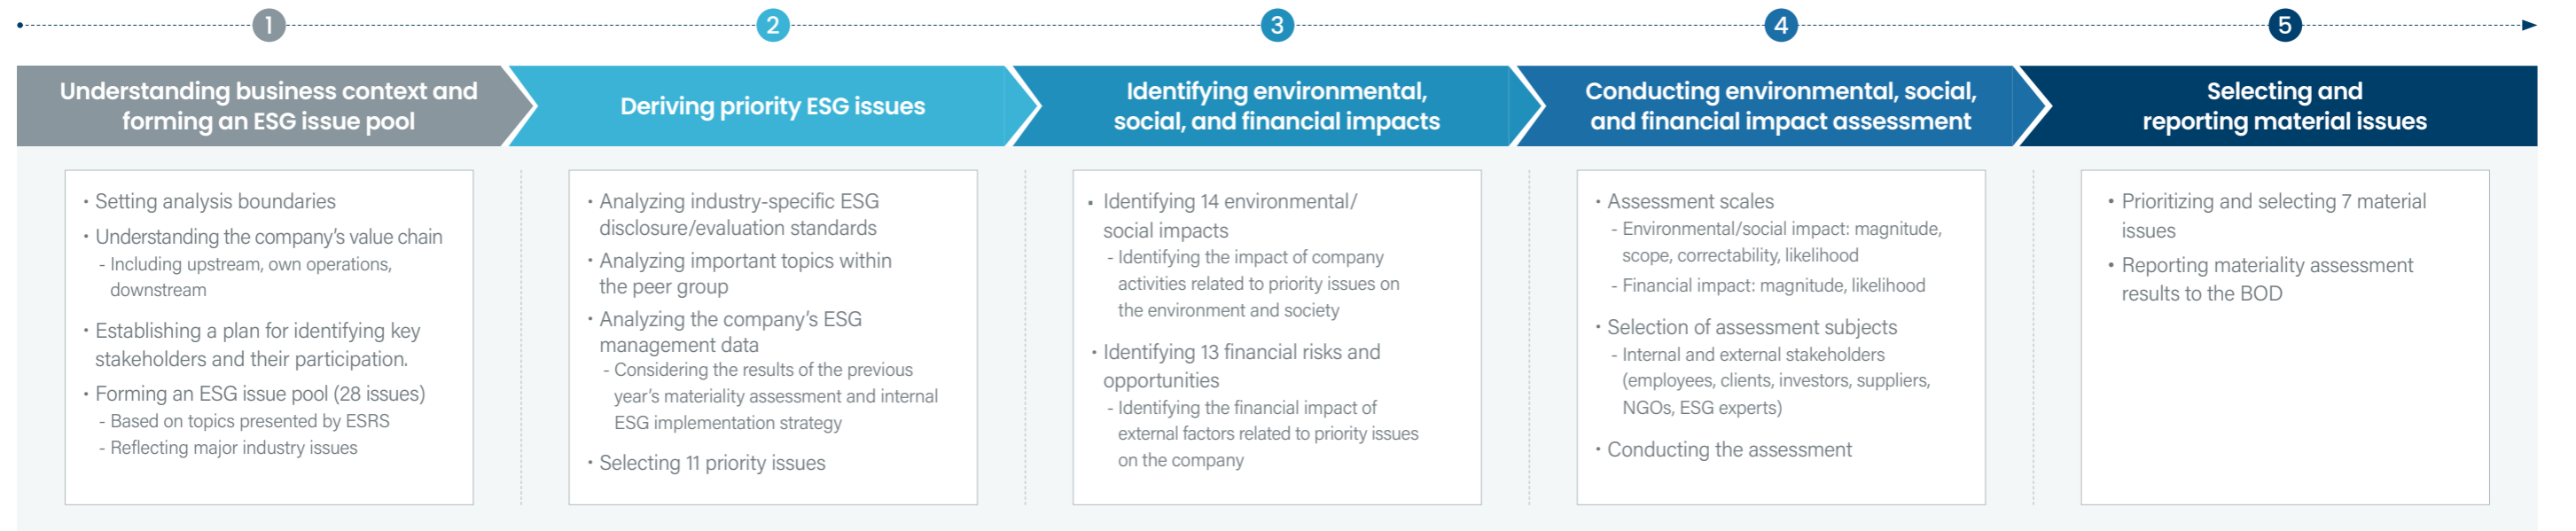 1
2
3
4
5
Understanding business context and
forming an ESG issue pool
Deriving priority ESG issues
Identifying environmental,
social, and financial impacts
Conducting environmental, social,
and financial impact assessment
Selecting and
reporting material issues
• Setting analysis boundaries
• Understanding the company's value chain
- Including upstream, own operations,
downstream
• Establishing a plan for identifying key
stakeholders and their participation.
• Forming an ESG issue pool (28 issues)
- Based on topics presented by ESRS
- Reflecting major industry issues
• Analyzing industry-specific ESG
disclosure/evaluation standards
• Analyzing important topics within
the peer group
• Analyzing the company's ESG
management data
- Considering the results of the previous
year's materiality assessment and internal
ESG implementation strategy
• Selecting 11 priority issues
• Identifying 14 environmental/
social impacts
- Identifying the impact of company
activities related to priority issues on
the environment and society
• Identifying 13 financial risks and
opportunities
- Identifying the financial impact of
external factors related to priority issues
on the company
• Assessment scales
- Environmental/social impact: magnitude,
scope, correctability, likelihood
- Financial impact: magnitude, likelihood
• Selection of assessment subjects
- Internal and external stakeholders
(employees, clients, investors, suppliers,
NGOs, ESG experts)
• Conducting the assessment
• Prioritizing and selecting 7 material
issues
• Reporting materiality assessment
results to the BOD